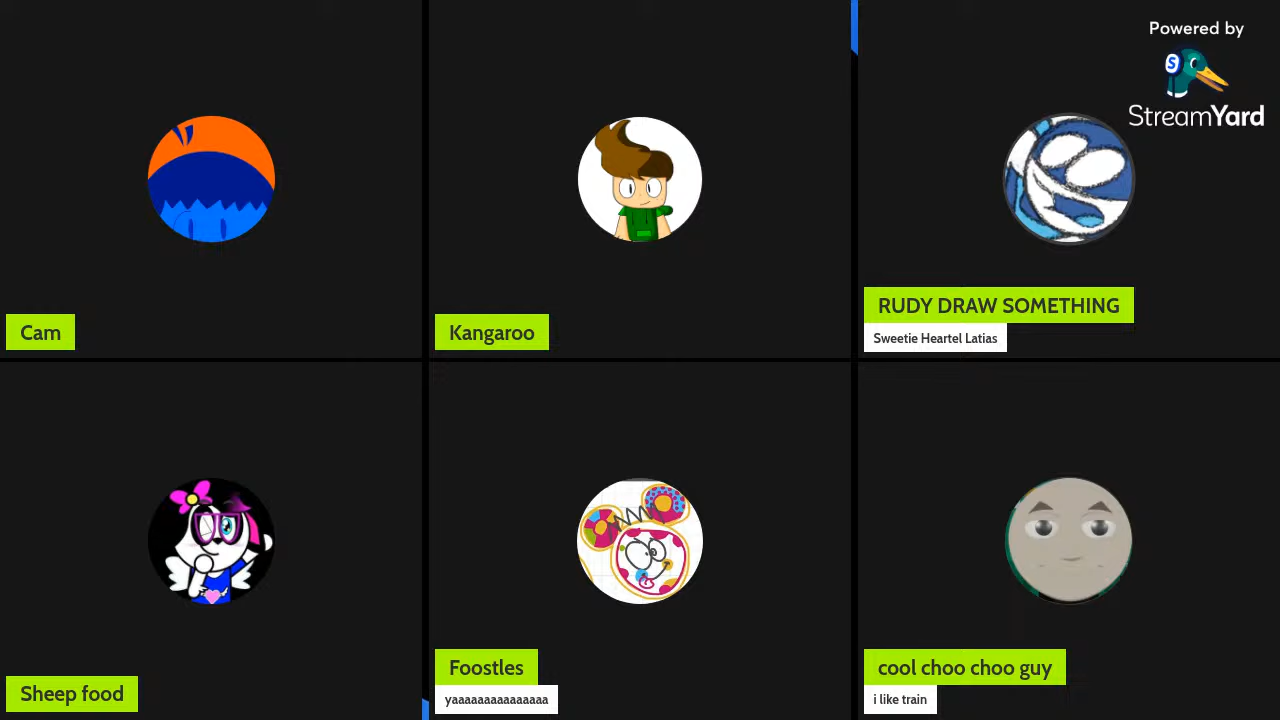 Powered by
StreamYard
Cam
Kangaroo
RUDY DRAW SOMETHING
Sweetie Heartel Latias
Sheep food
Foostles
yaaaaaaaaaaaaaaa
cool choo choo guy
i like train